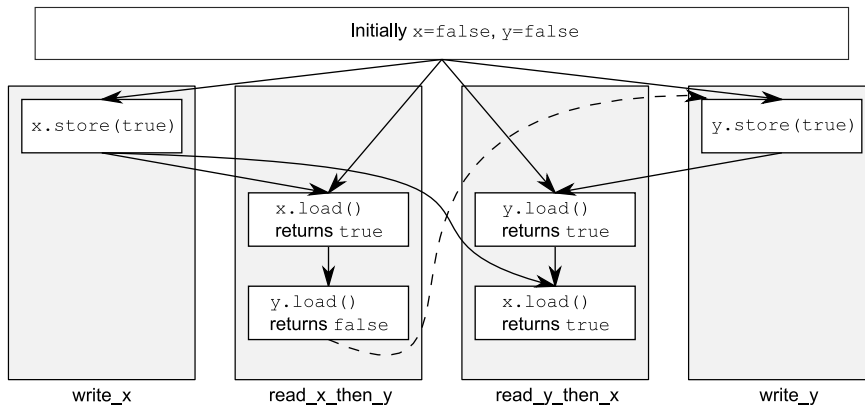 Initially x=false, y=false
x.store(true)
y.store(true)
x.load()
returns true
y.load()
returns true
y.load()
returns false
x.load()
returns true
write_x
read_x_then_y
read_y_then_x
write_y